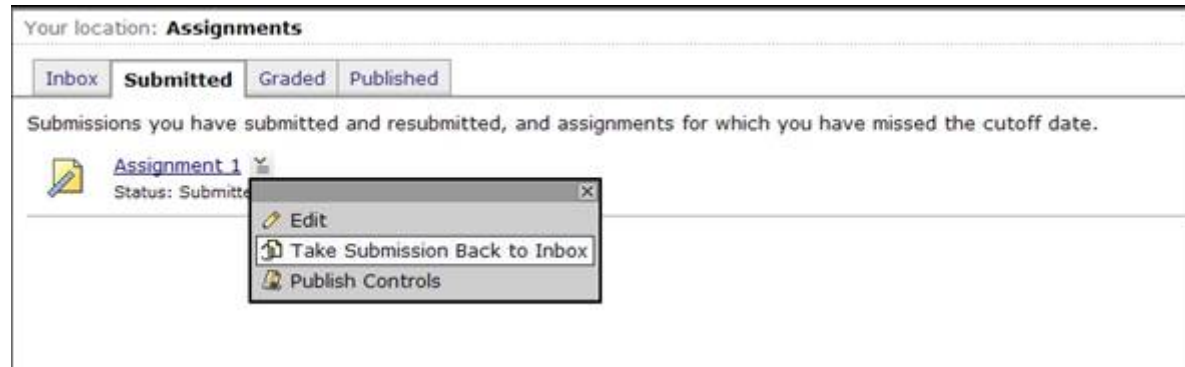 Your location: Assignments
Inbox Submitted Graded Published
Submissions you have submitted and resubmitted, and assignments for which you have missed the cutoff date.
Assignment 1
Status: Submitte
Edit
Take Submission Back to Inbox
Publish Controls